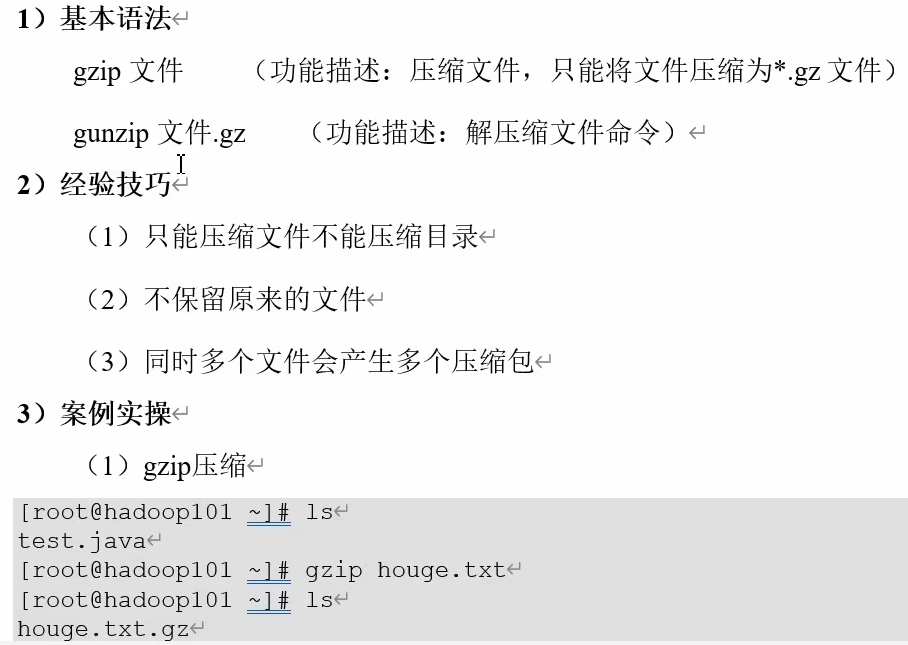 1）基本语法↵
gzip 文件 （功能描述：压缩文件，只能将文件压缩为*.gz 文件）
gunzip 文件.gz （功能描述：解压缩文件命令）↵
2）经验技巧↵
（1）只能压缩文件不能压缩目录↵
（2）不保留原来的文件↵
（3）同时多个文件会产生多个压缩包↵
3）案例实操↵
（1）gzip压缩↵
[root@hadoop101 ~]# ls↵
test.java↵
[root@hadoop101 ~]# gzip houge.txt↵
[root@hadoop101 ~]# ls↵
houge.txt.gz↵